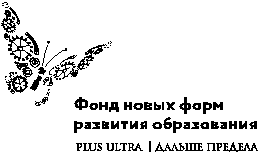 Фонд новых форм
развития образования
PLUS ULTRA | ДАЛЬШЕ ПРЕДЕЛА